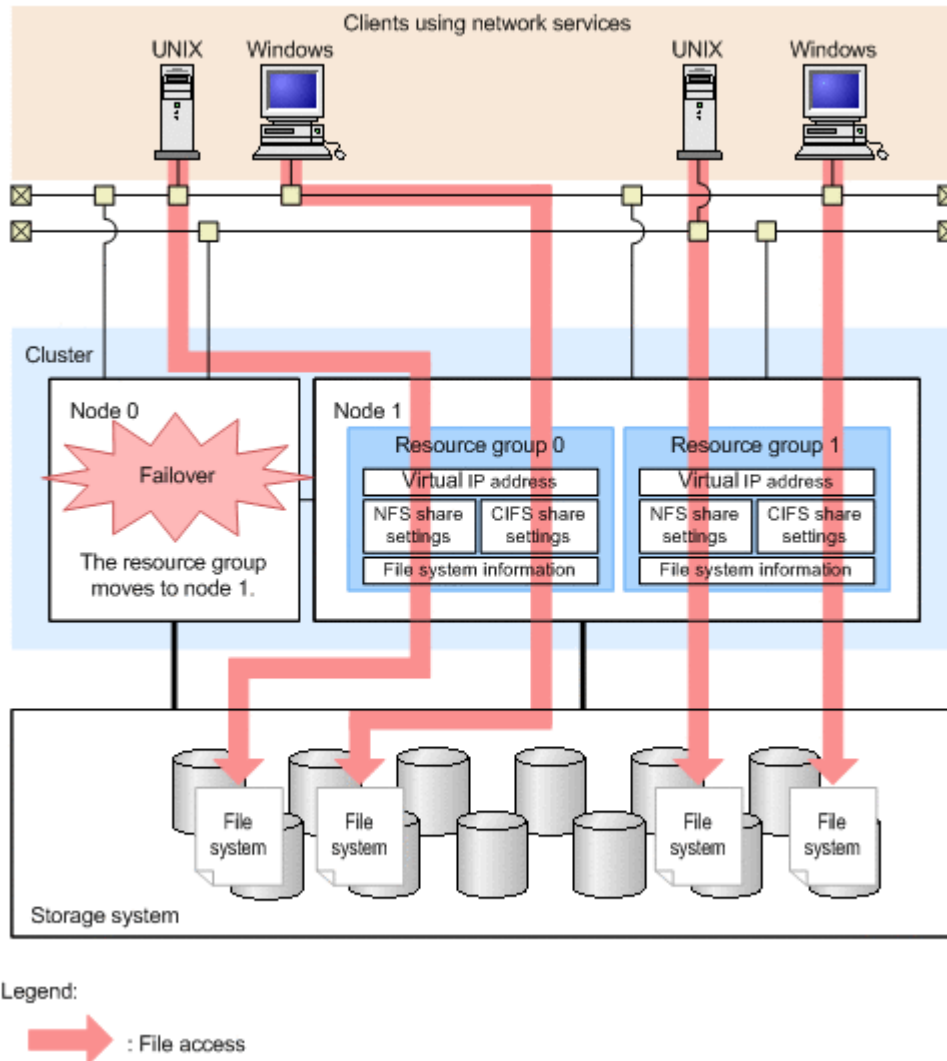 Clients using network services
UNIX
Windows
UNIX
Windows
Cluster
Node 0
Failover
The resource group
moves to node 1.
Node 1
Resource group 0
Virtual IP address
NFS share
settings
CIFS share
settings
File system information
Resource group 1
Virtual IP address
NFS share
settings
CIFS share
settings
File system information
File
system
File
system
File
system
File
system
Storage system
Legend:
: File access